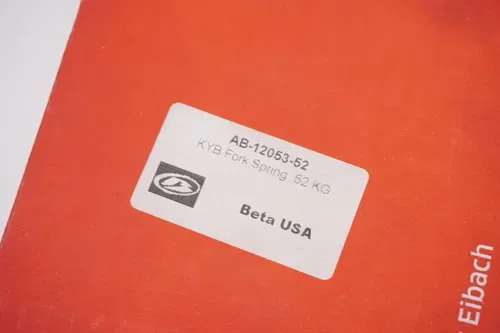 AB-12053-52
KYB Fork Spring .52 KG
Beta USA
Eibach